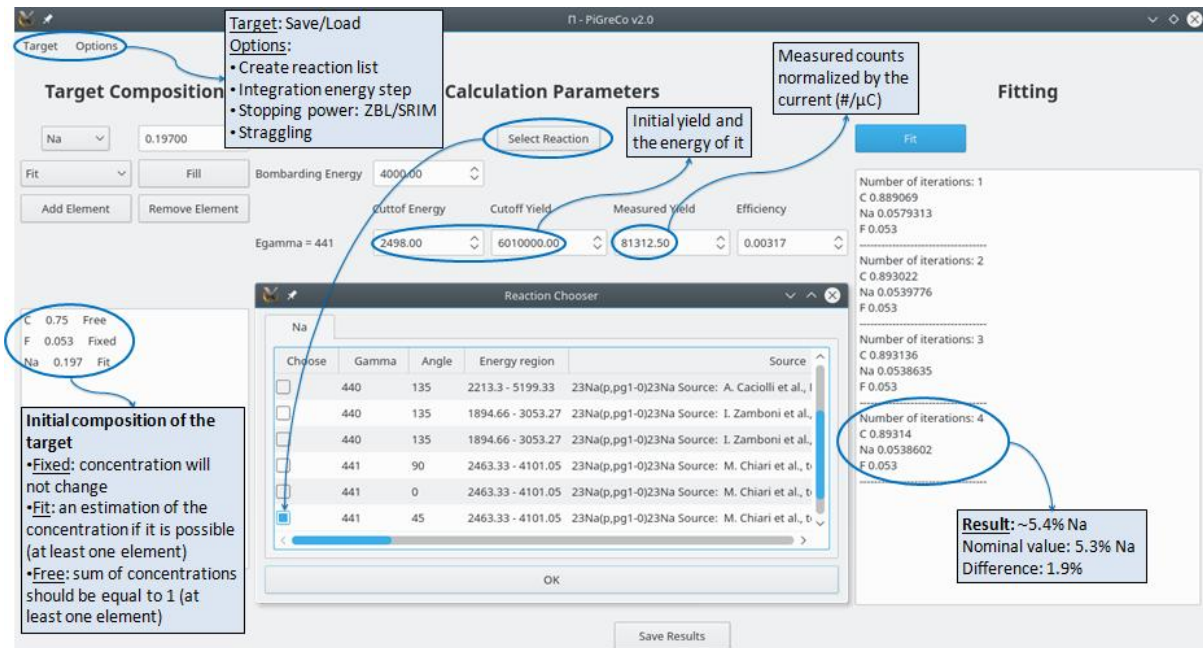 Π - PiGreCo v2.0
Target Options
Target: Save/Load
Options:
• Create reaction list
• Integration energy step
• Stopping power: ZBL/SRIM
• Straggling
Measured counts
normalized by the
current (#/μC)
Target Composition
Calculation Parameters
Fitting
Na
0.19700
Select Reaction
Initial yield and
the energy of it
Fit
Fit
Fill
Bombarding Energy
4000.00
Add Element
Remove Element
Cuttof Energy
Cutoff Yield
Measured Yield
Efficiency
Egamma = 441
2498.00
6010000.00
81312.50
0.00317
Number of iterations: 1
C 0.889069
Na 0.0579313
F 0.053
--------------------------------
Number of iterations: 2
C 0.893022
Na 0.0539776
F 0.053
--------------------------------
Number of iterations: 3
C 0.893136
Na 0.0538635
F 0.053
--------------------------------
Number of iterations: 4
C 0.89314
Na 0.0538602
F 0.053
--------------------------------
C 0.75 Free
F 0.053 Fixed
Na 0.197 Fit
Initial composition of the
target
•Fixed: concentration will
not change
•Fit: an estimation of the
concentration if it is possible
(at least one element)
•Free: sum of concentrations
should be equal to 1 (at
least one element)
Reaction Chooser
Na
Choose Gamma Angle Energy region Source
440 135 2213.3 - 5199.33 23Na(p,pg1-0)23Na Source: A. Caciolli et al.,
440 135 1894.66 - 3053.27 23Na(p,pg1-0)23Na Source: I. Zamboni et al.,
440 135 1894.66 - 3053.27 23Na(p,pg1-0)23Na Source: I. Zamboni et al.,
441 90 2463.33 - 4101.05 23Na(p,pg1-0)23Na Source: M. Chiari et al.,
441 0 2463.33 - 4101.05 23Na(p,pg1-0)23Na Source: M. Chiari et al.,
441 45 2463.33 - 4101.05 23Na(p,pg1-0)23Na Source: M. Chiari et al.,
OK
Result: ~5.4% Na
Nominal value: 5.3% Na
Difference: 1.9%
Save Results